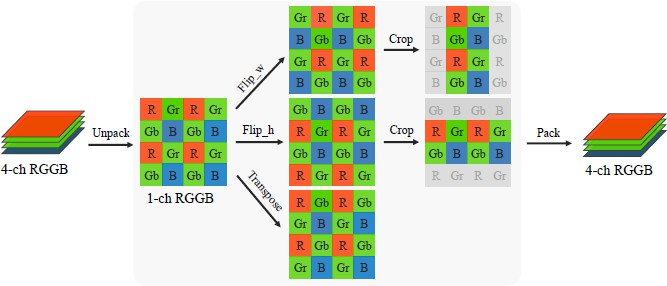 4-ch RGGB
Unpack
R Gr R Gr
Gb B Gb B
R Gr R Gr
Gb B Gb B
1-ch RGGB
Flip_w
Gr R Gr R
B Gb B Gb
Gr R Gr R
B Gb B Gb
Crop
Gr R Gr R
B Gb B Gb
Gr R Gr R
B Gb B Gb
Flip_h
Gb B Gb B
R Gr R Gr
Gb B Gb B
R Gr R Gr
Crop
Gb B Gb B
R Gr R Gr
Gb B Gb B
R Gr R Gr
Transpose
R Gb R Gb
Gr B Gr B
R Gb R Gb
Gr B Gr B
Pack
4-ch RGGB